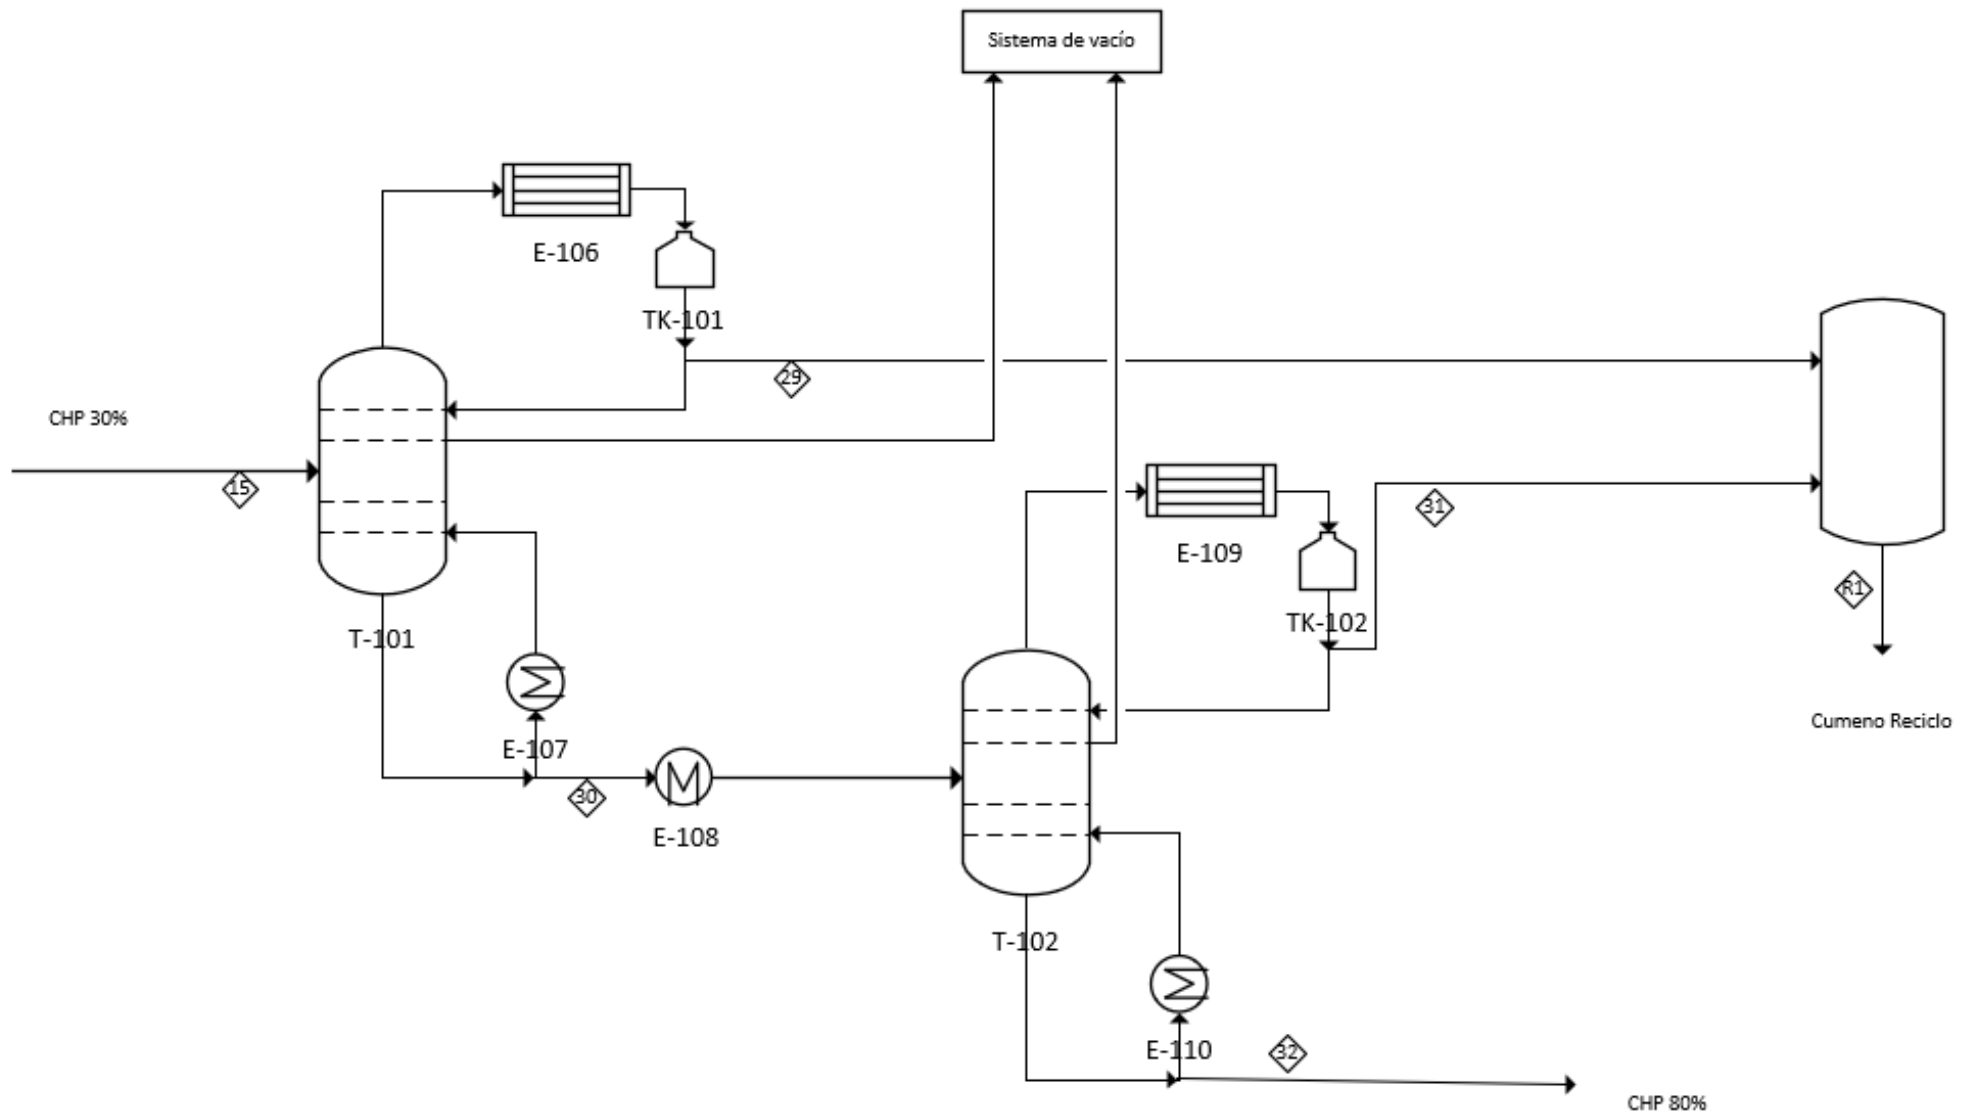 Sistema de vacío
E-106
TK-101
29
CHP 30%
15
31
E-109
TK-102
R1
T-101
Cumeno Reciclo
E-107
30
E-108
T-102
E-110
32
CHP 80%